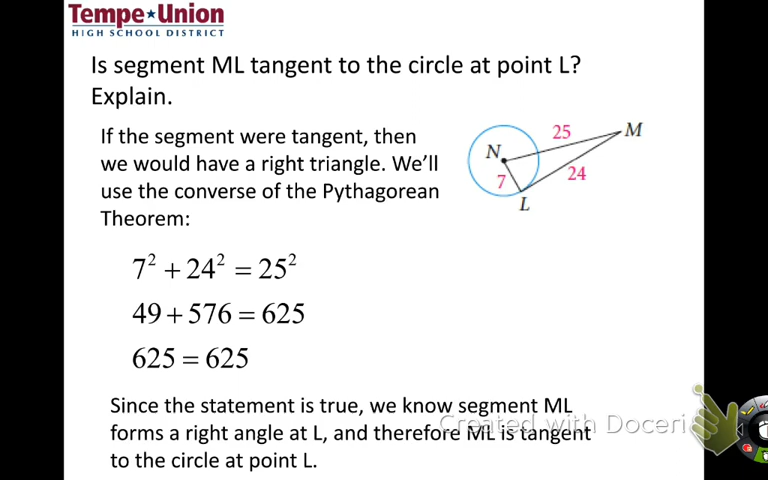 Tempe★Union
HIGH SCHOOL DISTRICT
Is segment ML tangent to the circle at point L?
Explain.
If the segment were tangent, then
we would have a right triangle. We'll
use the converse of the Pythagorean
Theorem:
N
25
M
7
24
L
7² + 24² = 25²
49 + 576 = 625
625 = 625
Since the statement is true, we know segment ML
forms a right angle at L, and therefore ML is tangent
to the circle at point L.
Created with Doceri